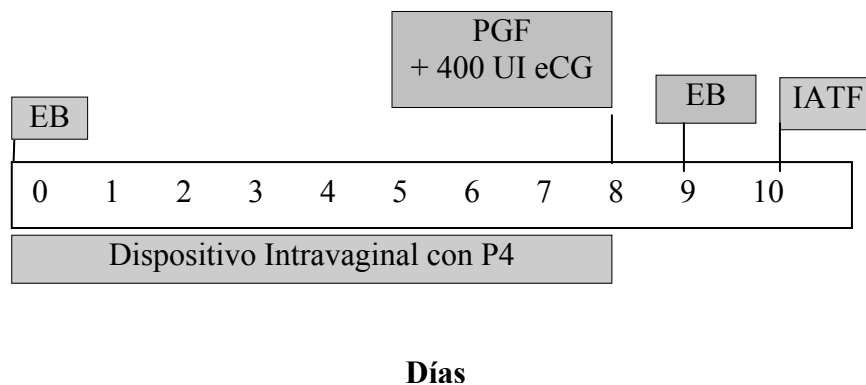 PGF
+ 400 UI eCG
EB
EB
IATF
0 1 2 3 4 5 6 7 8 9 10
Dispositivo Intravaginal con P4
Días